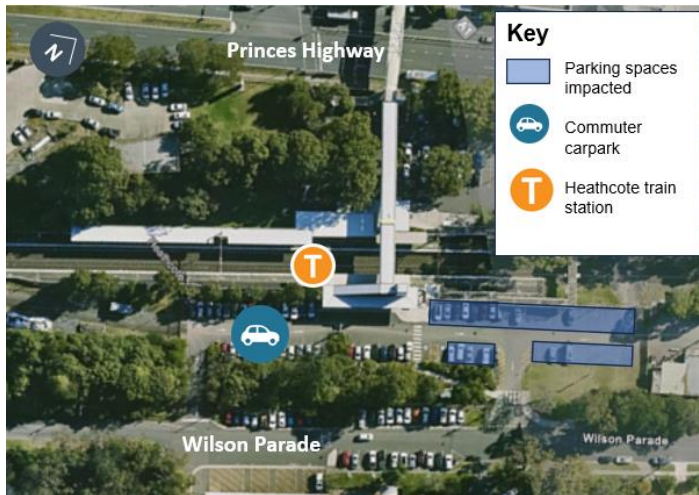 N
Princes Highway
Key
Parking spaces
impacted
Commuter
carpark
T
Heathcote train
station
T
Wilson Parade
Wilson Parade